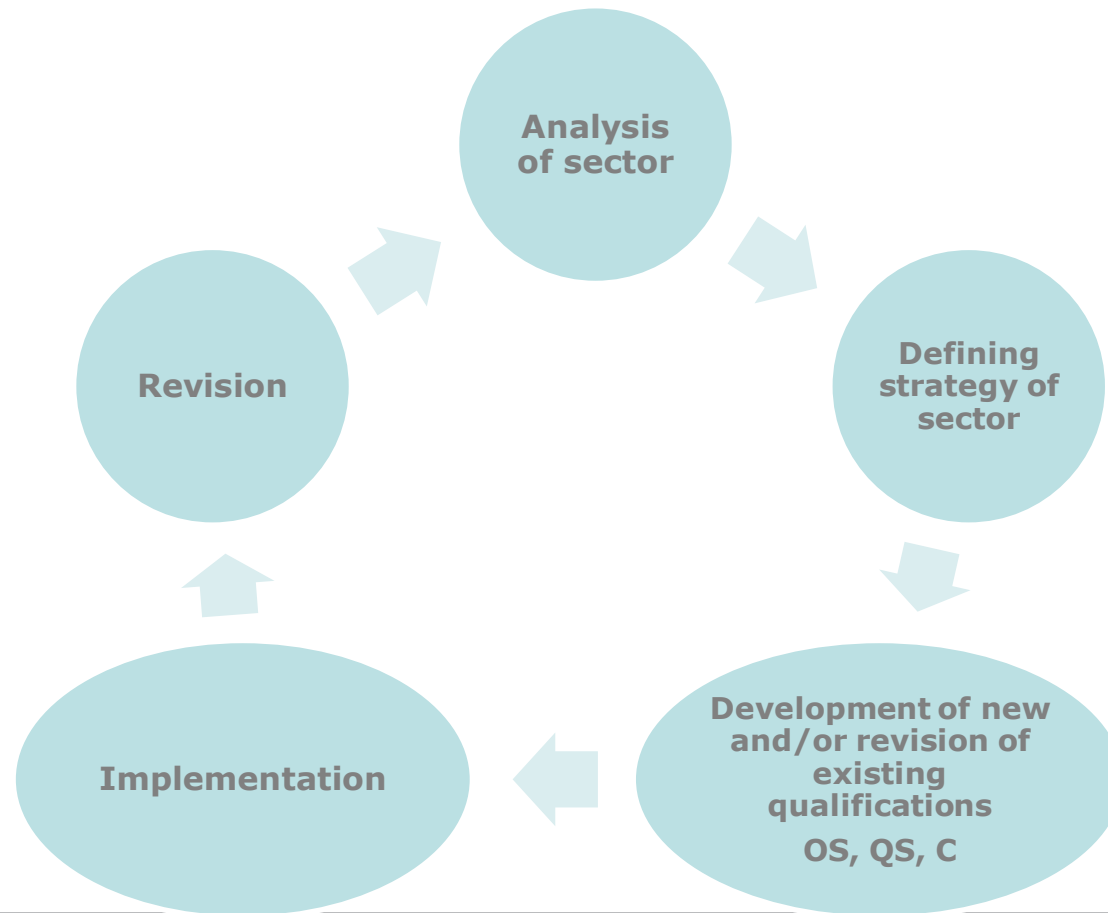 Analysis
of sector
Defining
strategy of
sector
Development of new
and/or revision of
existing
qualifications
OS, QS, C
Implementation
Revision